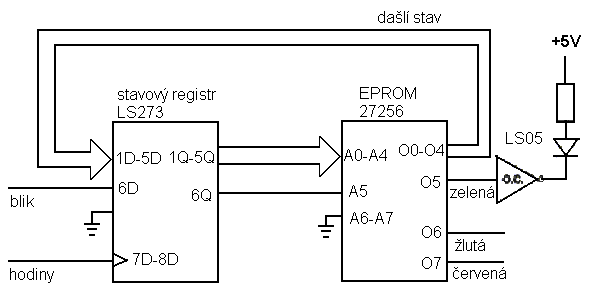 dašlí stav
+5V
stavový registr
LS273
EPROM
27256
LS05
1D-5D
1Q-5Q
A0-A4
O0-O4
o.c.
6D
6Q
A5
O5
zelená
blik
A6-A7
O6
žlutá
7D-8D
hodiny
O7
červená